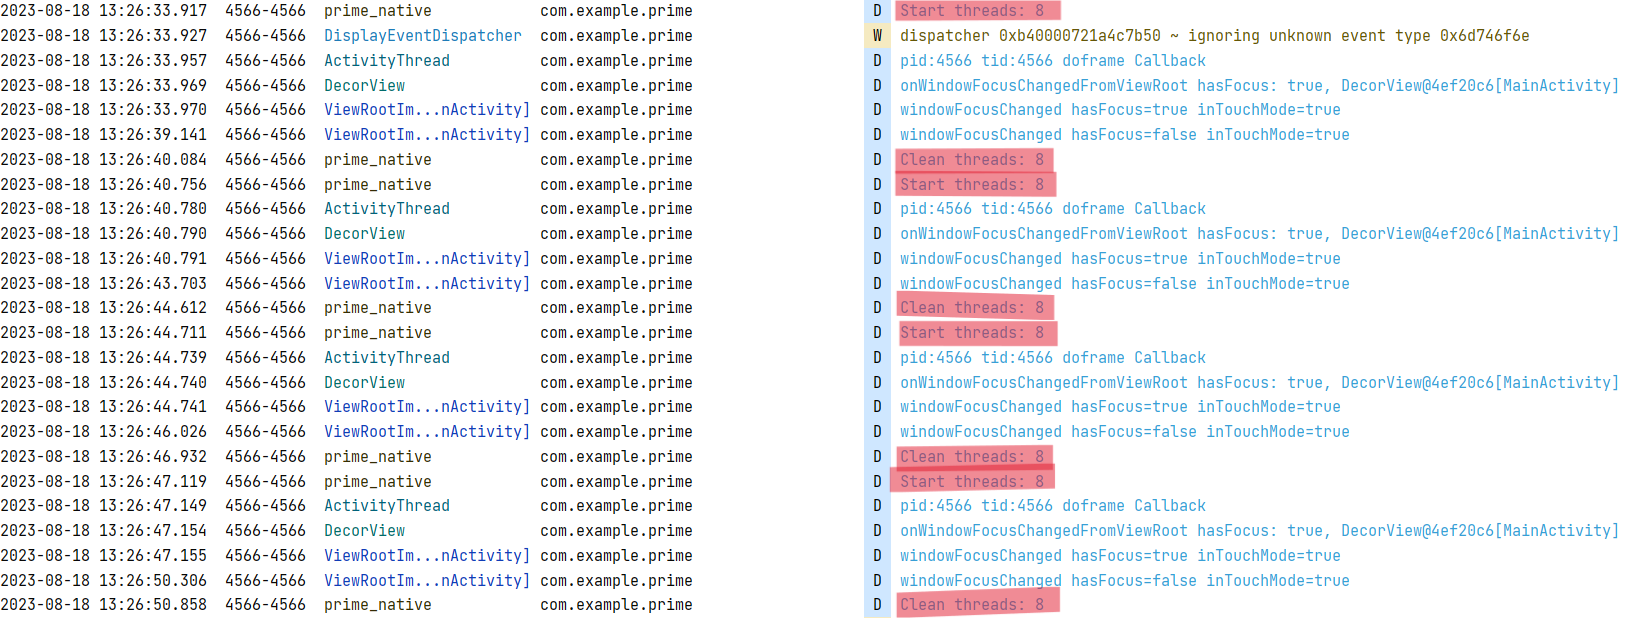 2023-08-18 13:26:33.917 4566-4566 prime_native com.example.prime D Start threads: 8
2023-08-18 13:26:33.927 4566-4566 DisplayEventDispatcher com.example.prime W dispatcher 0xb40000721a4c7b50 ~ ignoring unknown event type 0x6d746f6e
2023-08-18 13:26:33.957 4566-4566 ActivityThread com.example.prime D pid:4566 tid:4566 doframe Callback
2023-08-18 13:26:33.969 4566-4566 DecorView com.example.prime D onWindowFocusChangedFromViewRoot hasFocus: true, DecorView@4ef20c6[MainActivity]
2023-08-18 13:26:33.970 4566-4566 ViewRootIm...nActivity] com.example.prime D windowFocusChanged hasFocus=true inTouchMode=true
2023-08-18 13:26:39.141 4566-4566 ViewRootIm...nActivity] com.example.prime D windowFocusChanged hasFocus=false inTouchMode=true
2023-08-18 13:26:40.084 4566-4566 prime_native com.example.prime D Clean threads: 8
2023-08-18 13:26:40.756 4566-4566 prime_native com.example.prime D Start threads: 8
2023-08-18 13:26:40.780 4566-4566 ActivityThread com.example.prime D pid:4566 tid:4566 doframe Callback
2023-08-18 13:26:40.790 4566-4566 DecorView com.example.prime D onWindowFocusChangedFromViewRoot hasFocus: true, DecorView@4ef20c6[MainActivity]
2023-08-18 13:26:40.791 4566-4566 ViewRootIm...nActivity] com.example.prime D windowFocusChanged hasFocus=true inTouchMode=true
2023-08-18 13:26:43.703 4566-4566 ViewRootIm...nActivity] com.example.prime D windowFocusChanged hasFocus=false inTouchMode=true
2023-08-18 13:26:44.612 4566-4566 prime_native com.example.prime D Clean threads: 8
2023-08-18 13:26:44.711 4566-4566 prime_native com.example.prime D Start threads: 8
2023-08-18 13:26:44.739 4566-4566 ActivityThread com.example.prime D pid:4566 tid:4566 doframe Callback
2023-08-18 13:26:44.740 4566-4566 DecorView com.example.prime D onWindowFocusChangedFromViewRoot hasFocus: true, DecorView@4ef20c6[MainActivity]
2023-08-18 13:26:44.741 4566-4566 ViewRootIm...nActivity] com.example.prime D windowFocusChanged hasFocus=true inTouchMode=true
2023-08-18 13:26:46.026 4566-4566 ViewRootIm...nActivity] com.example.prime D windowFocusChanged hasFocus=false inTouchMode=true
2023-08-18 13:26:46.932 4566-4566 prime_native com.example.prime D Clean threads: 8
2023-08-18 13:26:47.119 4566-4566 prime_native com.example.prime D Start threads: 8
2023-08-18 13:26:47.149 4566-4566 ActivityThread com.example.prime D pid:4566 tid:4566 doframe Callback
2023-08-18 13:26:47.154 4566-4566 DecorView com.example.prime D onWindowFocusChangedFromViewRoot hasFocus: true, DecorView@4ef20c6[MainActivity]
2023-08-18 13:26:47.155 4566-4566 ViewRootIm...nActivity] com.example.prime D windowFocusChanged hasFocus=true inTouchMode=true
2023-08-18 13:26:50.306 4566-4566 ViewRootIm...nActivity] com.example.prime D windowFocusChanged hasFocus=false inTouchMode=true
2023-08-18 13:26:50.858 4566-4566 prime_native com.example.prime D Clean threads: 8